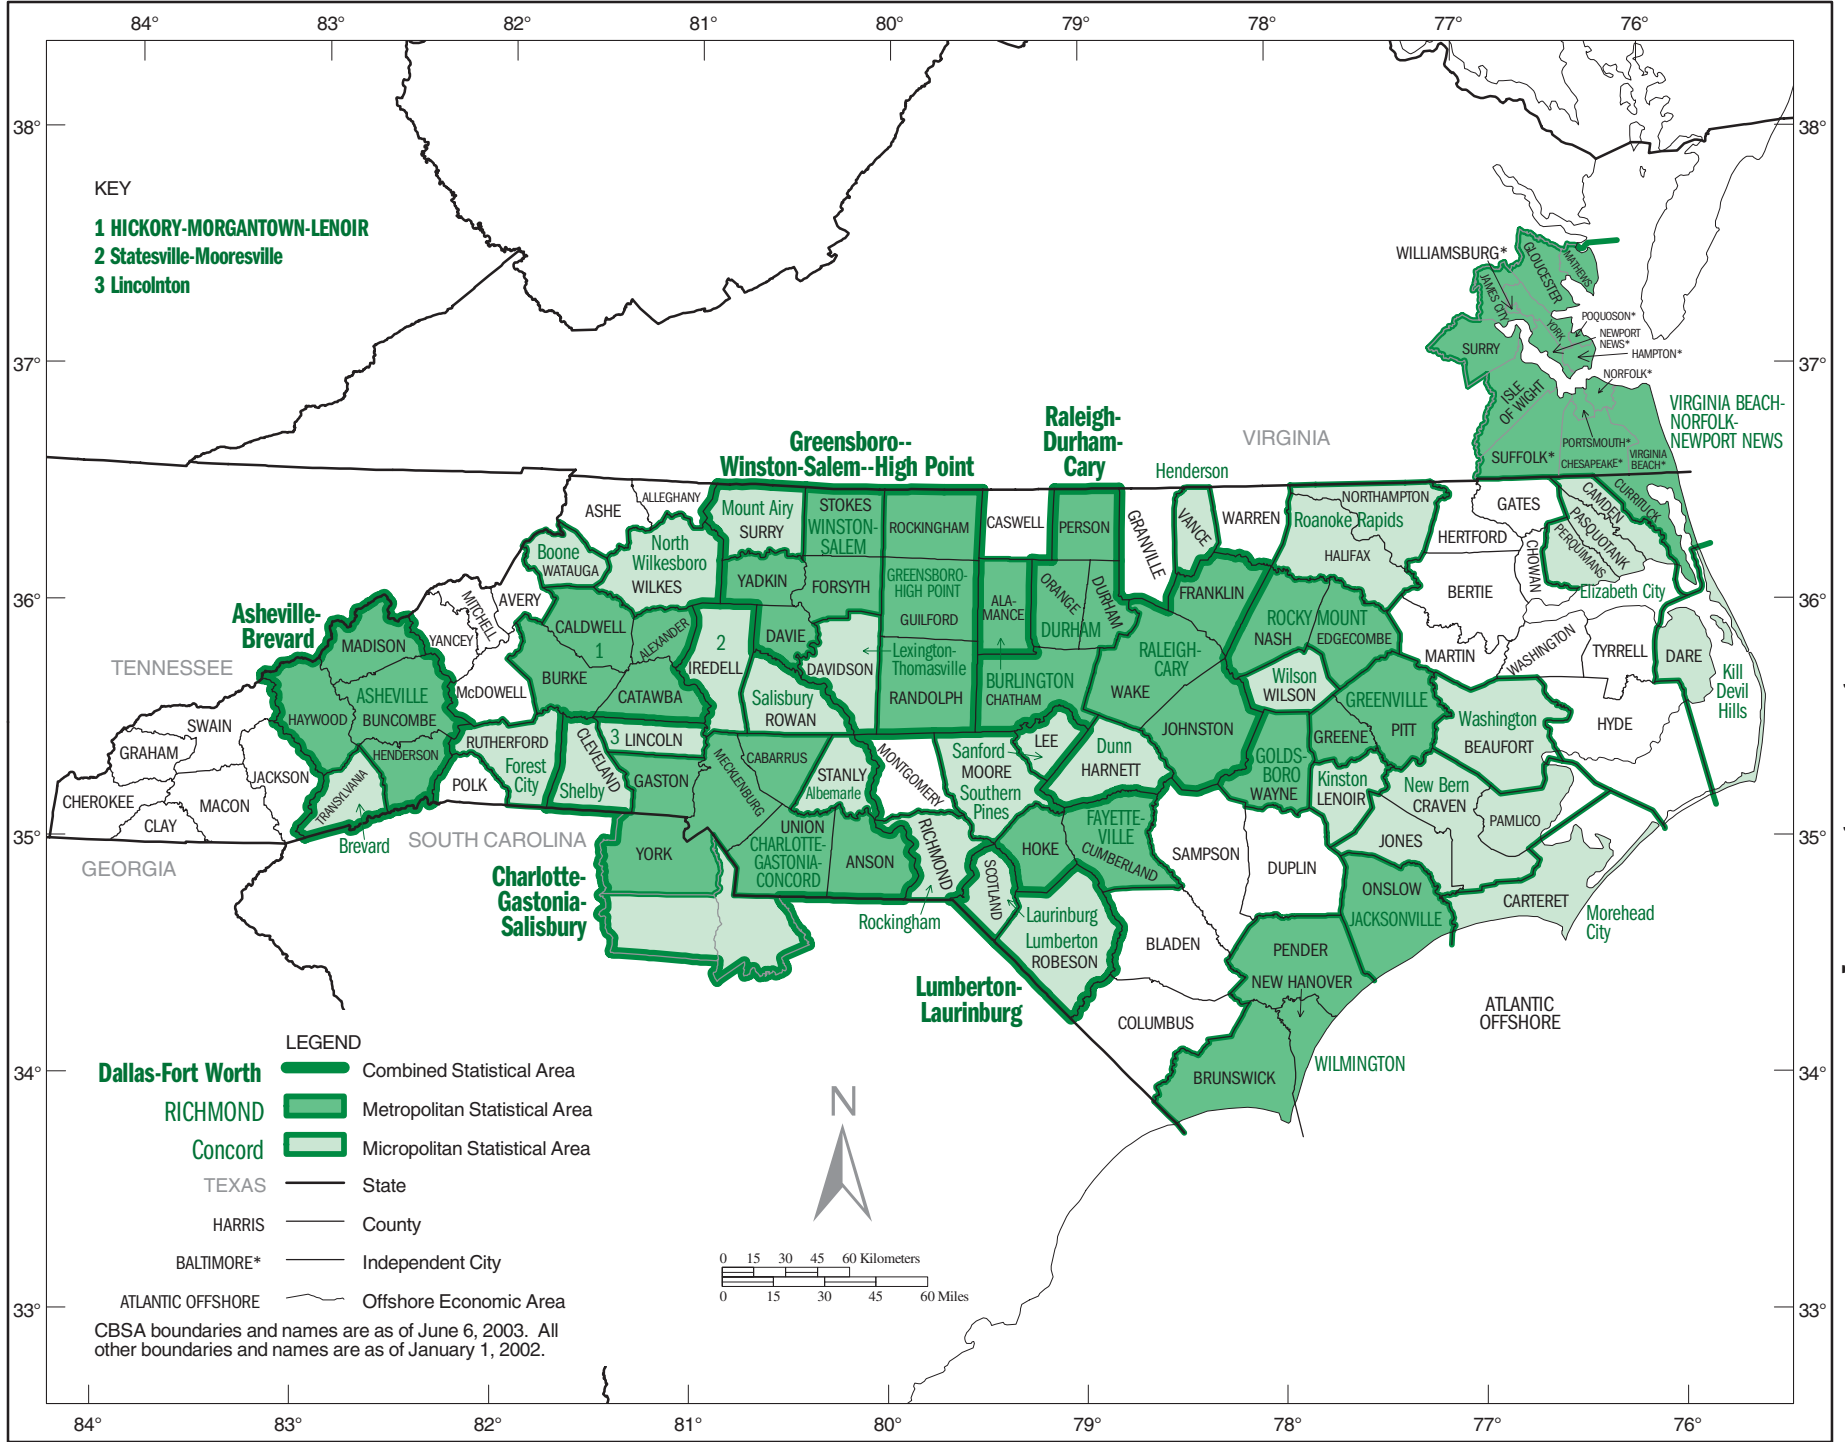 84° 83° 82° 81° 80° 79° 78° 77° 76°
38° 38°
37° 37°
36° 36°
35° 35°
34° 34°
33° 33°
84° 83° 82° 81° 80° 79° 78° 77° 76°
KEY
1 HICKORY-MORGANTOWN-LENOIR
2 Statesville-Mooresville
3 Lincolnton
WILLIAMSBURG*
GLOUCESTER
MATHEWS
JAMES CITY
YORK
POQUOSON*
NEWPORT
NEWS*
HAMPTON*
SURRY
NORFOLK*
ISLE
OF WIGHT
VIRGINIA BEACH-
NORFOLK-
NEWPORT NEWS
PORTSMOUTH*
SUFFOLK*
CHESAPEAKE*
VIRGINIA
BEACH*
VIRGINIA
Raleigh-
Durham-
Cary
Greensboro--
Winston-Salem--High Point
Henderson
ASHE
ALLEGHANY
Mount Airy
SURRY
STOKES
WINSTON-
SALEM
ROCKINGHAM
CASWELL
PERSON
GRANVILLE
VANCE
WARREN
NORTHAMPTON
Roanoke Rapids
HALIFAX
HERTFORD
GATES
CAMDEN
CURRITUCK
PASQUOTANK
PERQUIMANS
CHOWAN
Elizabeth City
BERTIE
Boone
WATAUGA
North
Wilkesboro
WILKES
YADKIN
FORSYTH
GREENSBORO-
HIGH POINT
GUILFORD
ALA-
MANCE
ORANGE
DURHAM
DURHAM
FRANKLIN
ROCKY MOUNT
NASH
EDGECOMBE
MARTIN
WASHINGTON
TYRRELL
DARE
Kill
Devil
Hills
Asheville-
Brevard
MADISON
MITCHELL
AVERY
YANCEY
CALDWELL
1
ALEXANDER
BURKE
CATAWBA
2
IREDELL
DAVIE
DAVIDSON
Lexington-
Thomasville
RANDOLPH
BURLINGTON
CHATHAM
RALEIGH-
CARY
WAKE
JOHNSTON
Wilson
WILSON
GREENVILLE
PITT
GREENE
Washington
BEAUFORT
HYDE
TENNESSEE
McDOWELL
ASHEVILLE
BUNCOMBE
HAYWOOD
HENDERSON
SWAIN
GRAHAM
JACKSON
CHEROKEE
MACON
CLAY
TRANSYLVANIA
Brevard
RUTHERFORD
Forest
City
POLK
CLEVELAND
Shelby
3 LINCOLN
GASTON
MECKLENBURG
CABARRUS
Salisbury
ROWAN
STANLY
Albemarle
MONTGOMERY
Sanford
LEE
MOORE
Southern
Pines
Dunn
HARNETT
GOLDS-
BORO
WAYNE
Kinston
LENOIR
New Bern
CRAVEN
PAMLICO
JONES
GEORGIA
SOUTH CAROLINA
YORK
UNION
CHARLOTTE-
GASTONIA-
CONCORD
ANSON
RICHMOND
SCOTLAND
HOKE
FAYETTE-
VILLE
CUMBERLAND
SAMPSON
DUPLIN
ONSLOW
JACKSONVILLE
CARTERET
Morehead
City
Charlotte-
Gastonia-
Salisbury
Rockingham
Laurinburg
Lumberton
ROBESON
BLADEN
PENDER
NEW HANOVER
Lumberton-
Laurinburg
COLUMBUS
BRUNSWICK
WILMINGTON
ATLANTIC
OFFSHORE
LEGEND
Dallas-Fort Worth Combined Statistical Area
RICHMOND Metropolitan Statistical Area
Concord Micropolitan Statistical Area
TEXAS State
HARRIS County
BALTIMORE* Independent City
ATLANTIC OFFSHORE Offshore Economic Area
CBSA boundaries and names are as of June 6, 2003. All
other boundaries and names are as of January 1, 2002.
N
0 15 30 45 60 Kilometers
0 15 30 45 60 Miles